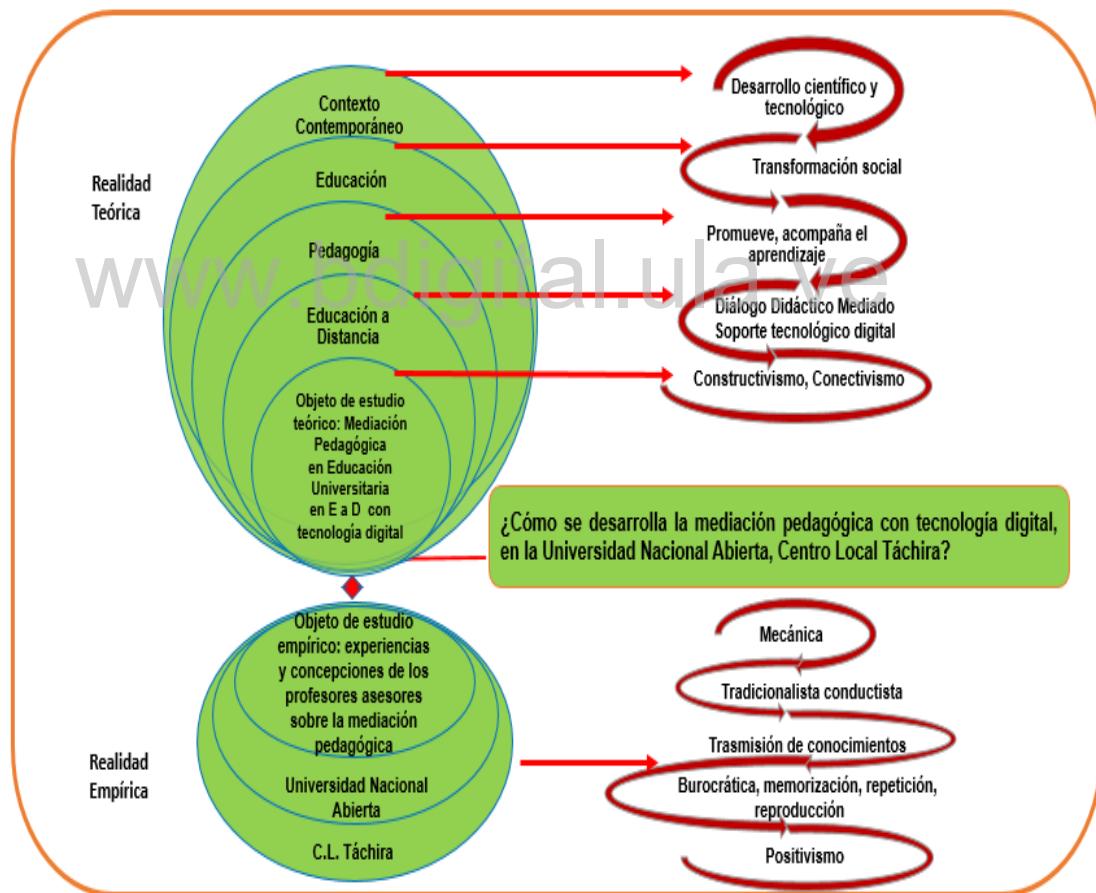 Contexto
Contemporáneo
Desarrollo científico y
tecnológico
Realidad
Teórica
Educación
Transformación social
Pedagogía
Promueve, acompaña el
aprendizaje
www.bdigital.ula.ve
Educación a
Distancia
Diálogo Didáctico Mediado
Soporte tecnológico digital
Constructivismo, Conectivismo
Objeto de estudio
teórico: Mediación
Pedagógica
en Educación
Universitaria
en E a D con
tecnología digital
¿Cómo se desarrolla la mediación pedagógica con tecnología digital,
en la Universidad Nacional Abierta, Centro Local Táchira?
Objeto de estudio
empírico: experiencias
y concepciones de los
profesores asesores
sobre la mediación
pedagógica
Mecánica
Tradicionalista conductista
Trasmisión de conocimientos
Realidad
Empírica
Universidad Nacional
Abierta
Burocrática, memorización, repetición,
reproducción
C.L. Táchira
Positivismo